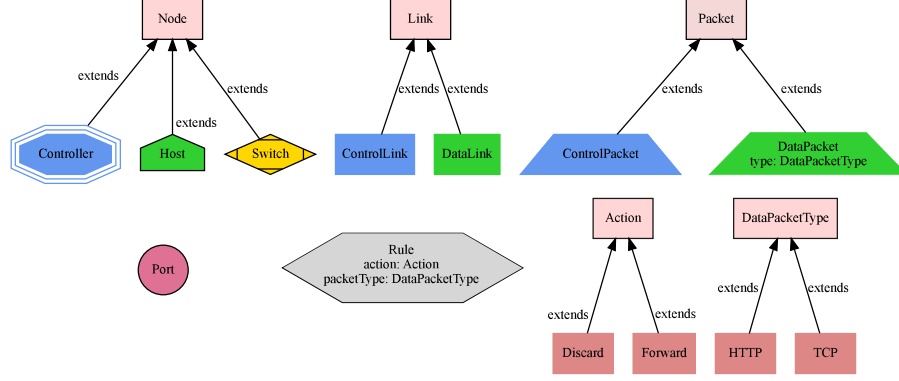 Node
Link
Packet
extends
extends
extends
extends
extends
extends
extends
Controller
Host
Switch
ControlLink
DataLink
ControlPacket
DataPacket
type: DataPacketType
Action
DataPacketType
Port
Rule
action: Action
packetType: DataPacketType
extends
extends
extends
extends
Discard
Forward
HTTP
TCP